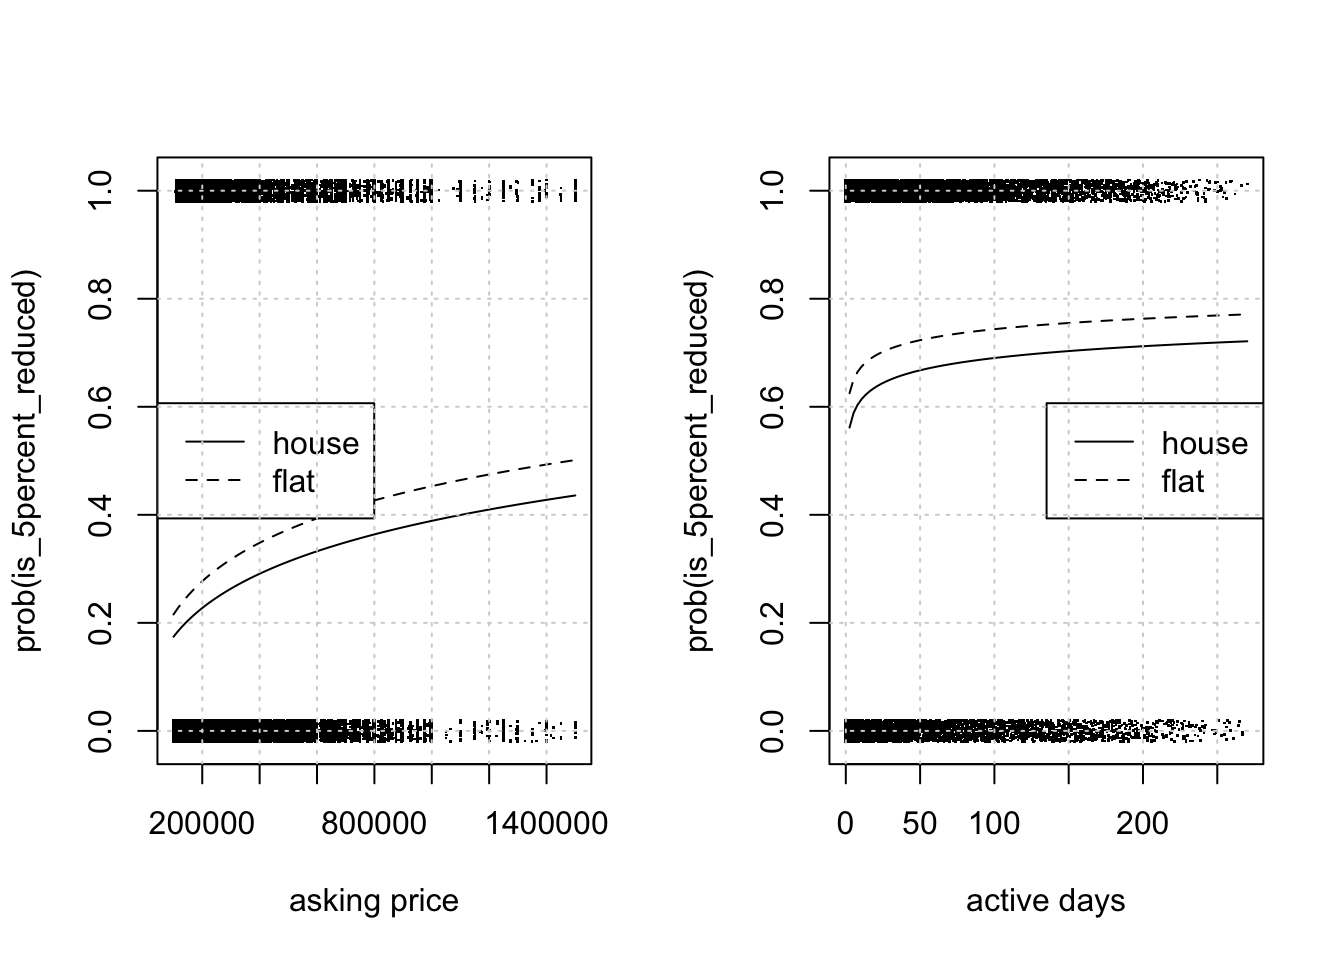 prob(is_5percent_reduced)
1.0
0.8
0.6
0.4
0.2
0.0
house
flat
200000 800000 1400000
asking price
prob(is_5percent_reduced)
1.0
0.8
0.6
0.4
0.2
0.0
house
flat
0 50 100 200
active days